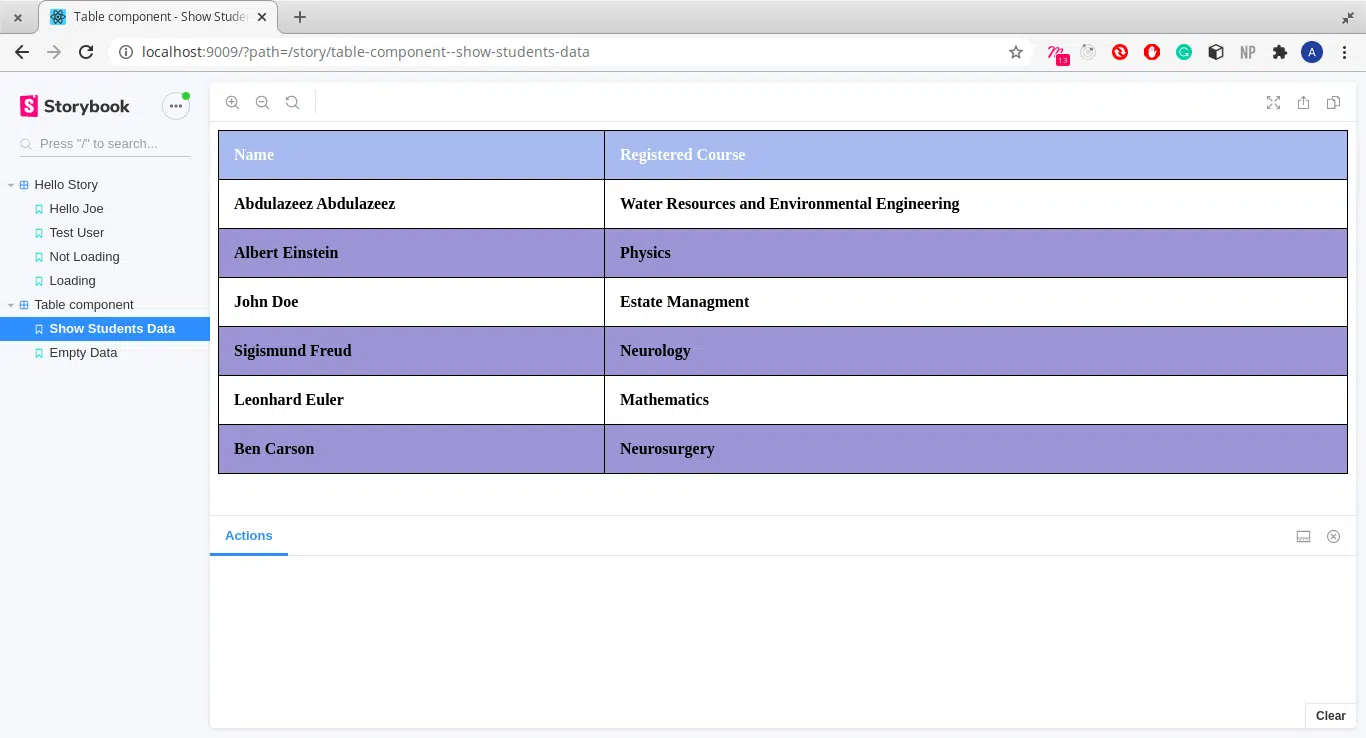 Table component - Show Stude
localhost:9009/?path=/story/table-component--show-students-data
13
NP
A
S Storybook
Press "/" to search...
Hello Story
Hello Joe
Test User
Not Loading
Loading
Table component
Show Students Data
Empty Data
Name Registered Course
Abdulazeez Abdulazeez Water Resources and Environmental Engineering
Albert Einstein Physics
John Doe Estate Managment
Sigismund Freud Neurology
Leonhard Euler Mathematics
Ben Carson Neurosurgery
Actions
Clear